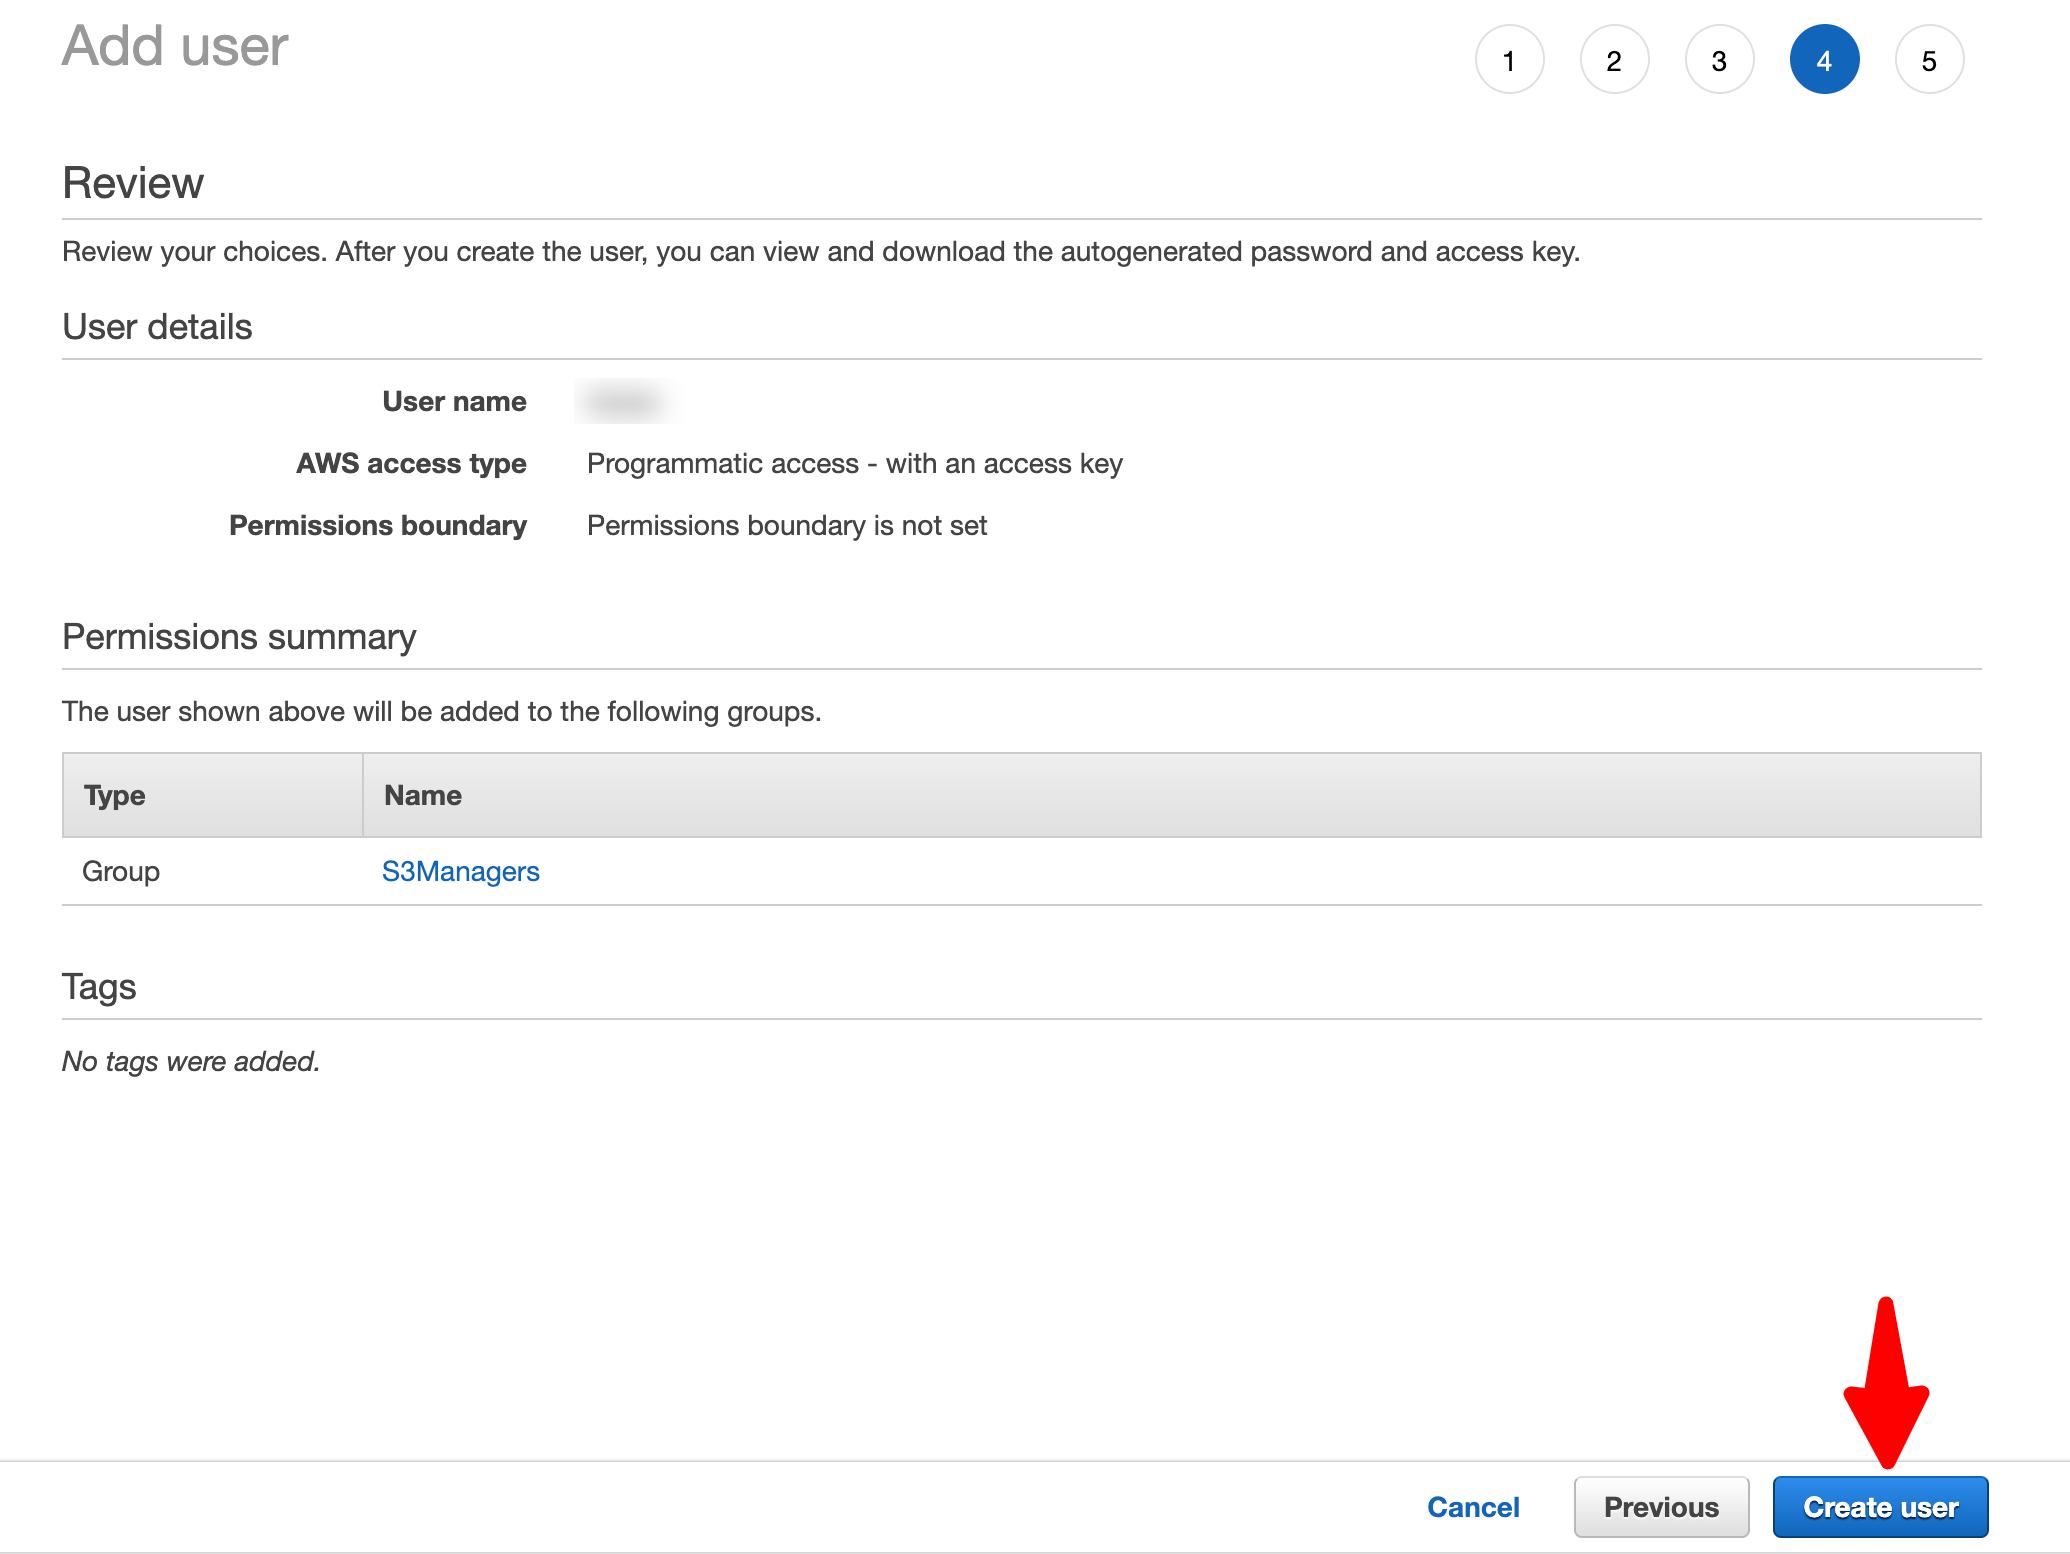 Add user
1 2 3 4 5
Review
Review your choices. After you create the user, you can view and download the autogenerated password and access key.
User details
User name
AWS access type Programmatic access - with an access key
Permissions boundary Permissions boundary is not set
Permissions summary
The user shown above will be added to the following groups.
Type Name
Group S3Managers
Tags
No tags were added.
Cancel Previous Create user